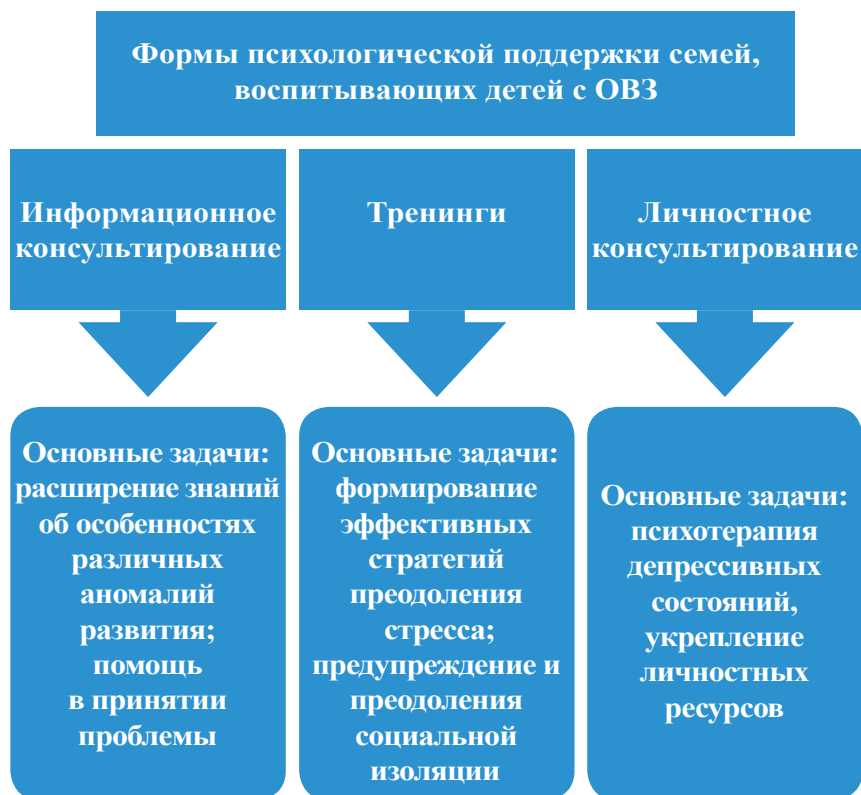 Формы психологической поддержки семей,
воспитывающих детей с ОВЗ
Информационное
консультирование
Тренинги
Личностное
консультирование
Основные задачи:
расширение знаний
об особенностях
различных
аномалий
развития;
помощь
в принятии
проблемы
Основные задачи:
формирование
эффективных
стратегий
преодоления
стресса;
предупреждение и
преодоления
социальной
изоляции
Основные задачи:
психотерапия
депрессивных
состояний,
укрепление
личностных
ресурсов